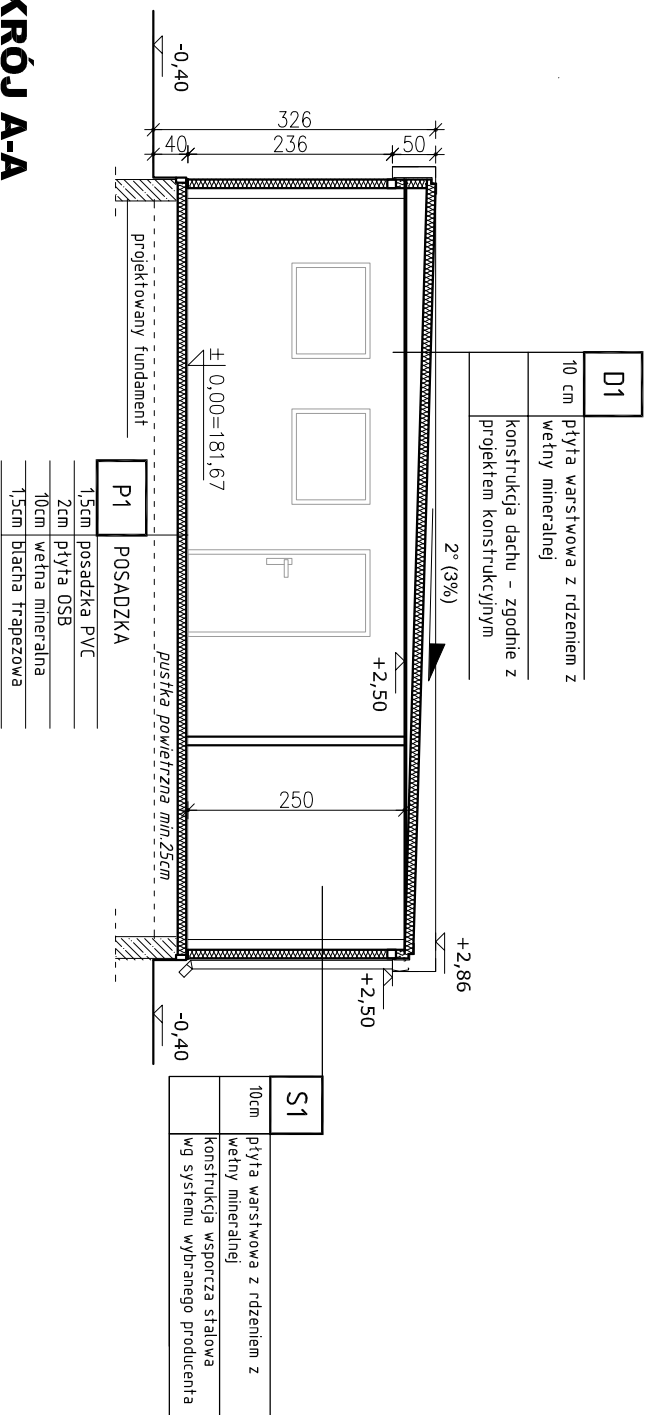 D1
10 cm płyta warstwowa z rdzeniem z
wełny mineralnej
konstrukcja dachu - zgodnie z
projektem konstrukcyjnym
2° (3%)
+2,86
+2,50
+2,50
326
50
236
40
250
± 0,00=181,67
-0,40
-0,40
S1
10cm płyta warstwowa z rdzeniem z
wełny mineralnej
konstrukcja wsporcza stalowa
wg systemu wybranego producenta
pustka powietrzna min.25cm
projektowany fundament
P1 POSADZKA
1,5cm posadzka PVC
2cm płyta OSB
10cm wełna mineralna
1,5cm blacha trapezowa
KRÓJ A-A